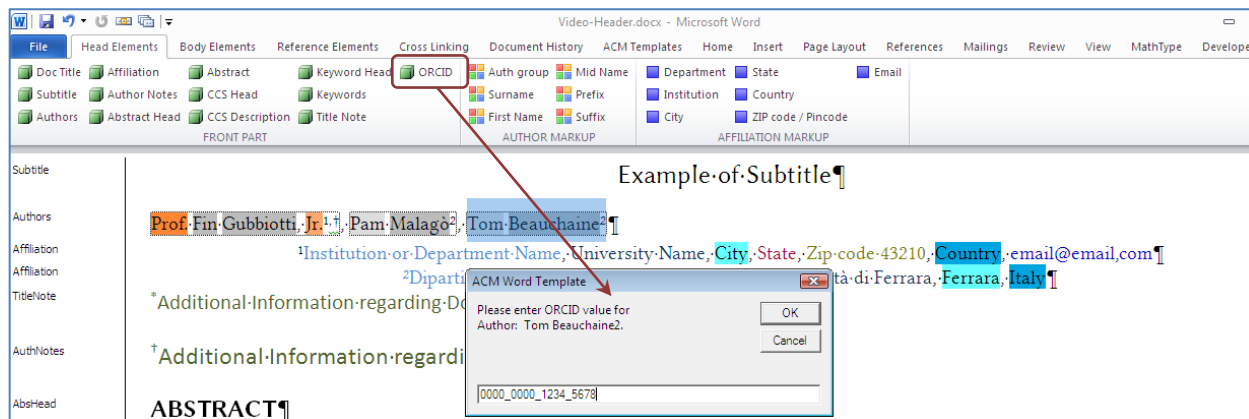 Video-Header.docx - Microsoft Word
File Head Elements Body Elements Reference Elements Cross Linking Document History ACM Templates Home Insert Page Layout References Mailings Review View MathType Develope
Doc Title Affiliation Abstract Keyword Head ORCID Auth group Mid Name Department State Email
Subtitle Author Notes CCS Head Keywords Surname Prefix Institution Country
Authors Abstract Head CCS Description Title Note First Name Suffix City ZIP code / Pincode
FRONT PART AUTHOR MARKUP AFFILIATION MARKUP
Subtitle Example·of·Subtitle¶
Authors Prof.·Fin·Gubbiotti,·Jr.¹,†,·Pam·Malagò²,·Tom·Beauchaine²¶
Affiliation ¹Institution·or·Department·Name,·University·Name,·City,·State,·Zip·code·43210,·Country,·email@email,com¶
Affiliation ²Diparti tà·di·Ferrara,·Ferrara,·Italy¶
TitleNote *Additional·Information·regarding·Do
ACM Word Template
Please enter ORCID value for
Author: Tom Beauchaine2.
OK
Cancel
AuthNotes †Additional·Information·regardi
0000_0000_1234_5678
AbsHead ABSTRACT¶